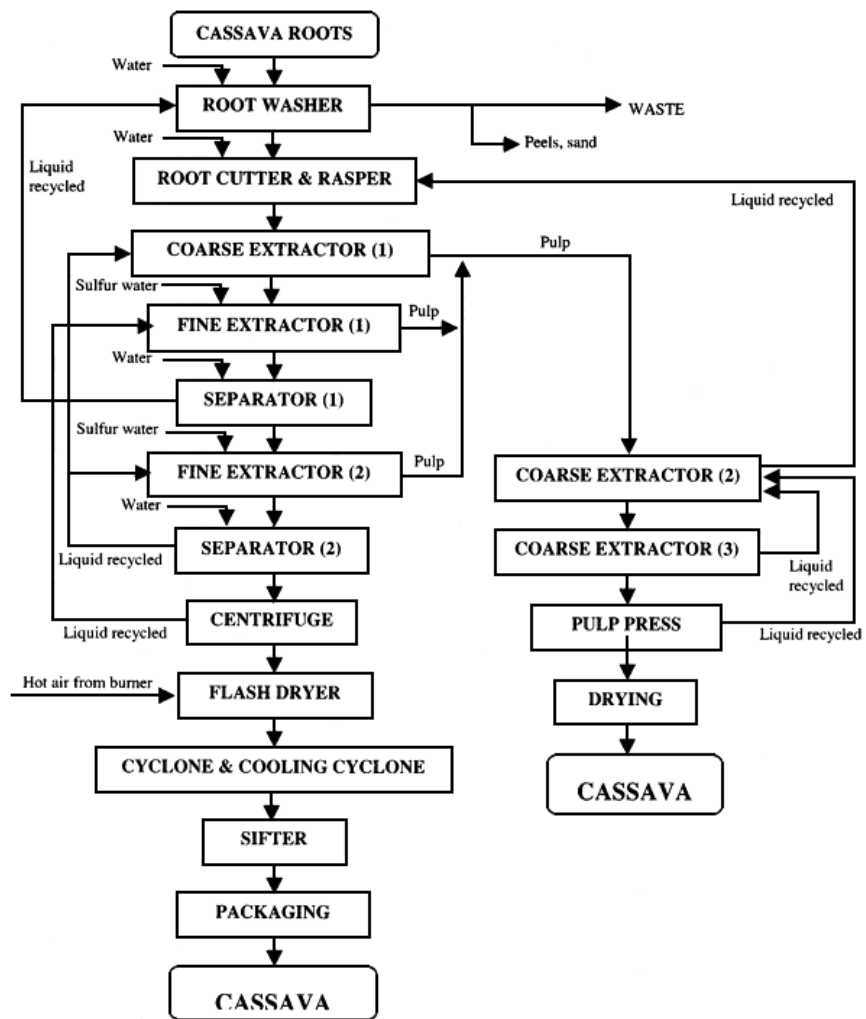 CASSAVA ROOTS
Water
ROOT WASHER
WASTE
Water
Peels, sand
Liquid
recycled
ROOT CUTTER & RASPER
Liquid recycled
COARSE EXTRACTOR (1)
Pulp
Sulfur water
FINE EXTRACTOR (1)
Pulp
Water
SEPARATOR (1)
Sulfur water
FINE EXTRACTOR (2)
Pulp
COARSE EXTRACTOR (2)
Water
SEPARATOR (2)
Liquid recycled
COARSE EXTRACTOR (3)
Liquid
recycled
CENTRIFUGE
Liquid recycled
PULP PRESS
Liquid recycled
Hot air from burner
FLASH DRYER
DRYING
CYCLONE & COOLING CYCLONE
CASSAVA
SIFTER
PACKAGING
CASSAVA